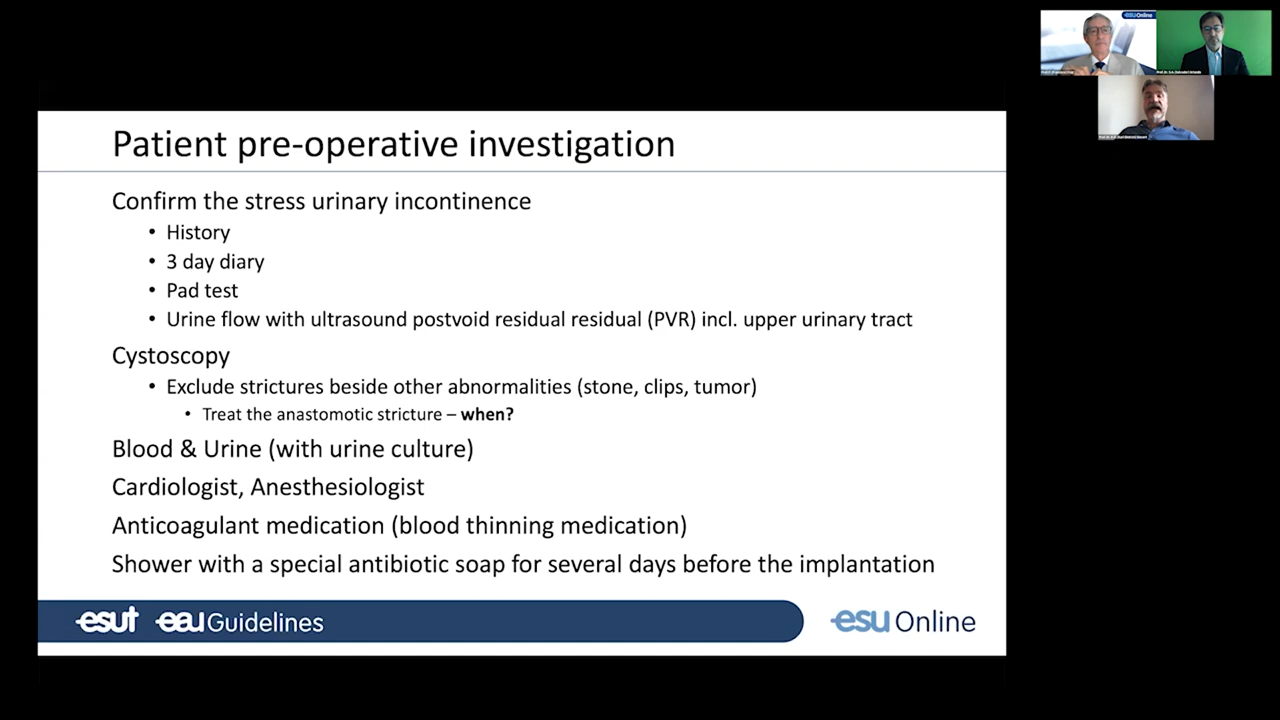 Patient pre-operative investigation
Confirm the stress urinary incontinence
• History
• 3 day diary
• Pad test
• Urine flow with ultrasound postvoid residual residual (PVR) incl. upper urinary tract
Cystoscopy
• Exclude strictures beside other abnormalities (stone, clips, tumor)
• Treat the anastomotic stricture – when?
Blood & Urine (with urine culture)
Cardiologist, Anesthesiologist
Anticoagulant medication (blood thinning medication)
Shower with a special antibiotic soap for several days before the implantation
esut eau Guidelines
esu Online
esu Online